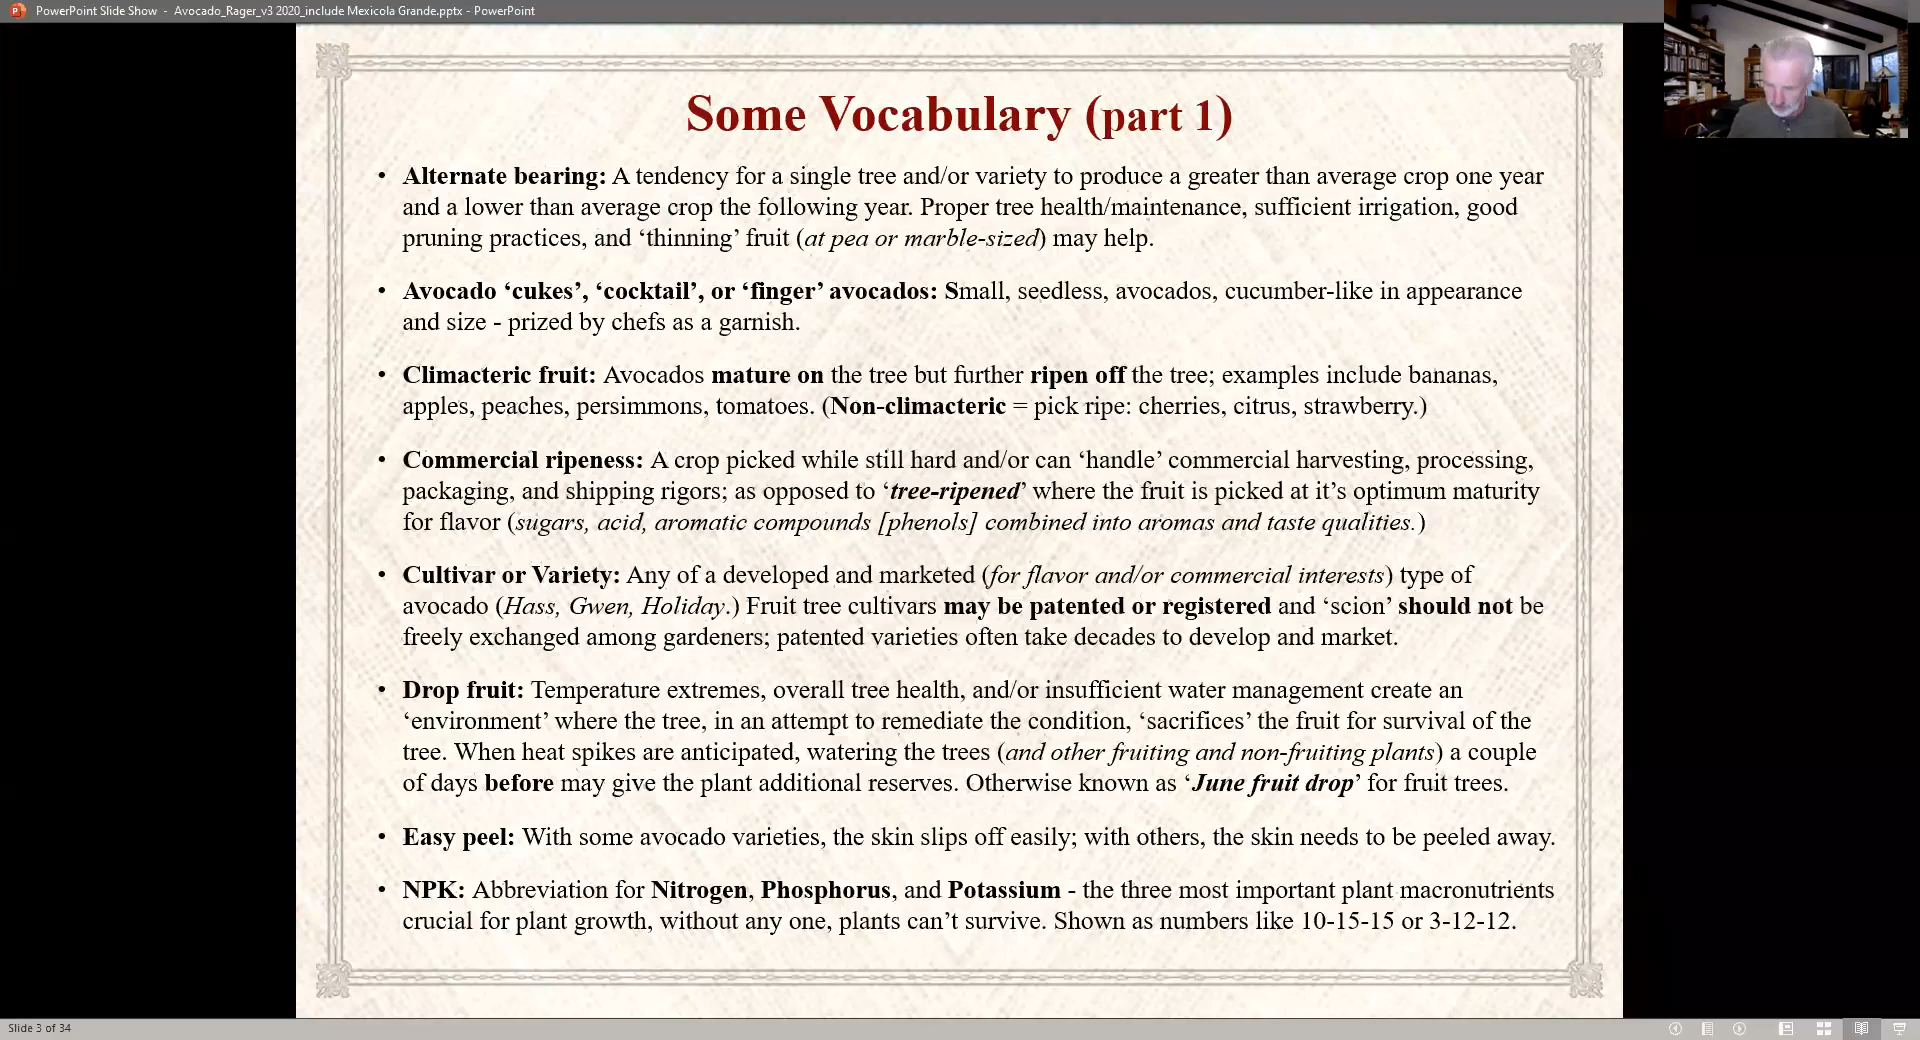 PowerPoint Slide Show - Avocado_Rager_v3 2020_include Mexicola Grande.pptx - PowerPoint
Some Vocabulary (part 1)
• Alternate bearing: A tendency for a single tree and/or variety to produce a greater than average crop one year
and a lower than average crop the following year. Proper tree health/maintenance, sufficient irrigation, good
pruning practices, and ‘thinning’ fruit (at pea or marble-sized) may help.
• Avocado ‘cukes’, ‘cocktail’, or ‘finger’ avocados: Small, seedless, avocados, cucumber-like in appearance
and size - prized by chefs as a garnish.
• Climacteric fruit: Avocados mature on the tree but further ripen off the tree; examples include bananas,
apples, peaches, persimmons, tomatoes. (Non-climacteric = pick ripe: cherries, citrus, strawberry.)
• Commercial ripeness: A crop picked while still hard and/or can ‘handle’ commercial harvesting, processing,
packaging, and shipping rigors; as opposed to ‘tree-ripened’ where the fruit is picked at it’s optimum maturity
for flavor (sugars, acid, aromatic compounds [phenols] combined into aromas and taste qualities.)
• Cultivar or Variety: Any of a developed and marketed (for flavor and/or commercial interests) type of
avocado (Hass, Gwen, Holiday.) Fruit tree cultivars may be patented or registered and ‘scion’ should not be
freely exchanged among gardeners; patented varieties often take decades to develop and market.
• Drop fruit: Temperature extremes, overall tree health, and/or insufficient water management create an
‘environment’ where the tree, in an attempt to remediate the condition, ‘sacrifices’ the fruit for survival of the
tree. When heat spikes are anticipated, watering the trees (and other fruiting and non-fruiting plants) a couple
of days before may give the plant additional reserves. Otherwise known as ‘June fruit drop’ for fruit trees.
• Easy peel: With some avocado varieties, the skin slips off easily; with others, the skin needs to be peeled away.
• NPK: Abbreviation for Nitrogen, Phosphorus, and Potassium - the three most important plant macronutrients
crucial for plant growth, without any one, plants can’t survive. Shown as numbers like 10-15-15 or 3-12-12.
Slide 3 of 34